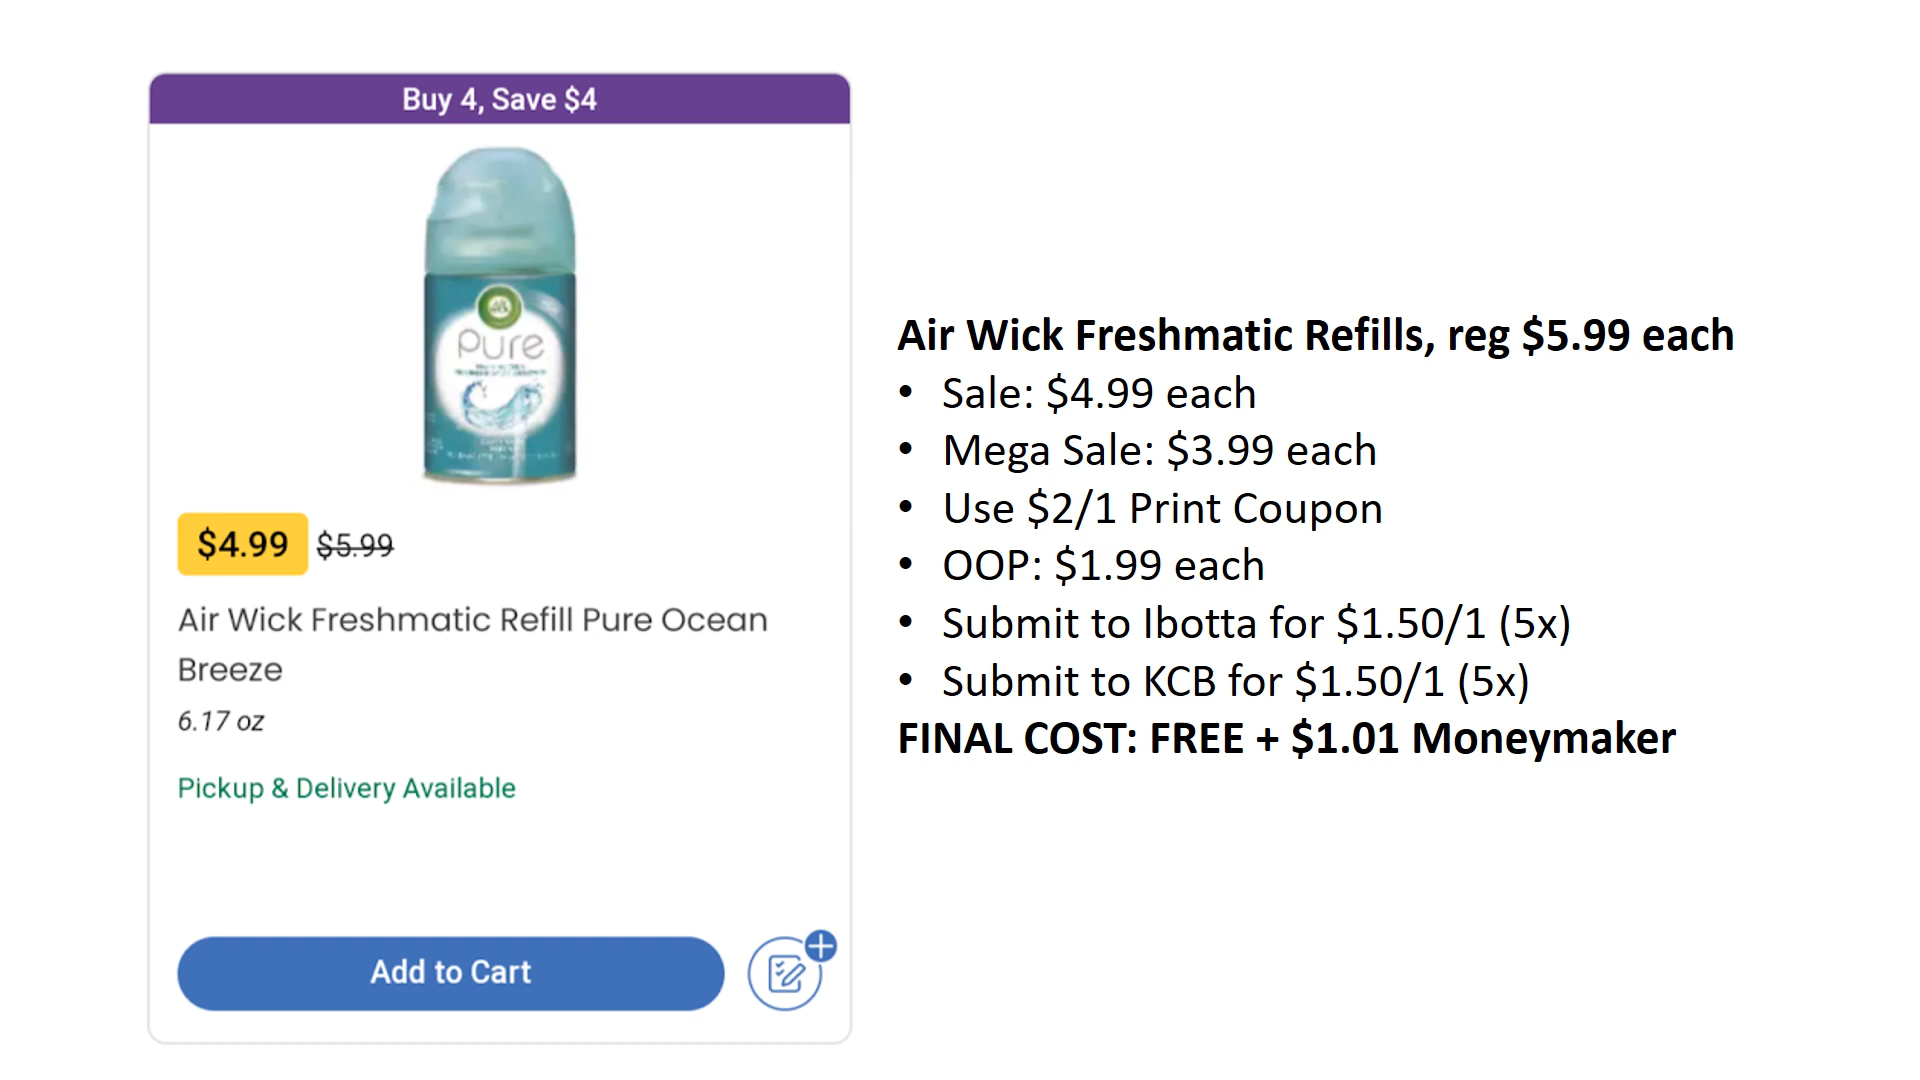 Buy 4, Save $4
Pure
$4.99 $5.99
Air Wick Freshmatic Refill Pure Ocean
Breeze
6.17 oz
Pickup & Delivery Available
Add to Cart
Air Wick Freshmatic Refills, reg $5.99 each
• Sale: $4.99 each
• Mega Sale: $3.99 each
• Use $2/1 Print Coupon
• OOP: $1.99 each
• Submit to Ibotta for $1.50/1 (5x)
• Submit to KCB for $1.50/1 (5x)
FINAL COST: FREE + $1.01 Moneymaker